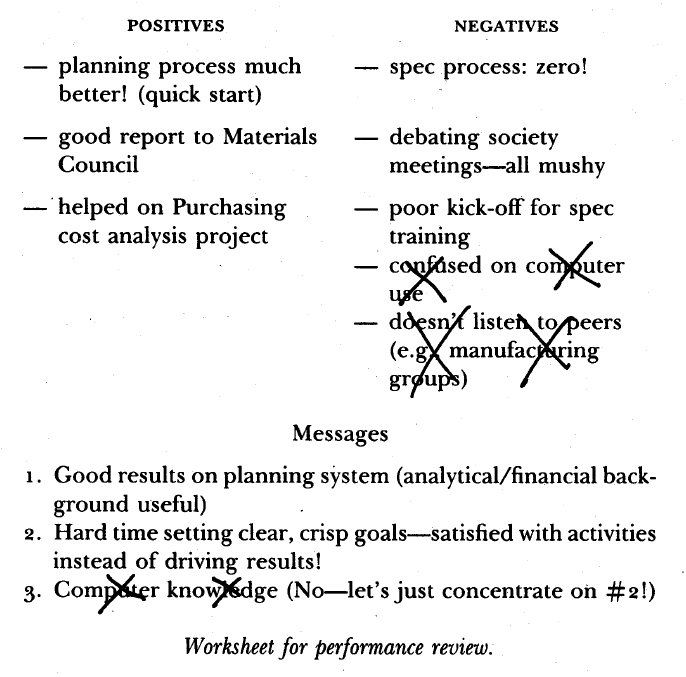 POSITIVES
— planning process much
better! (quick start)
— good report to Materials
Council
— helped on Purchasing
cost analysis project
NEGATIVES
— spec process: zero!
— debating society
meetings—all mushy
— poor kick-off for spec
training
— confused on computer
use
— doesn't listen to peers
(e.g., manufacturing
groups)
Messages
1. Good results on planning system (analytical/financial back-
ground useful)
2. Hard time setting clear, crisp goals—satisfied with activities
instead of driving results!
3. Computer knowledge (No—let's just concentrate on #2!)
Worksheet for performance review.